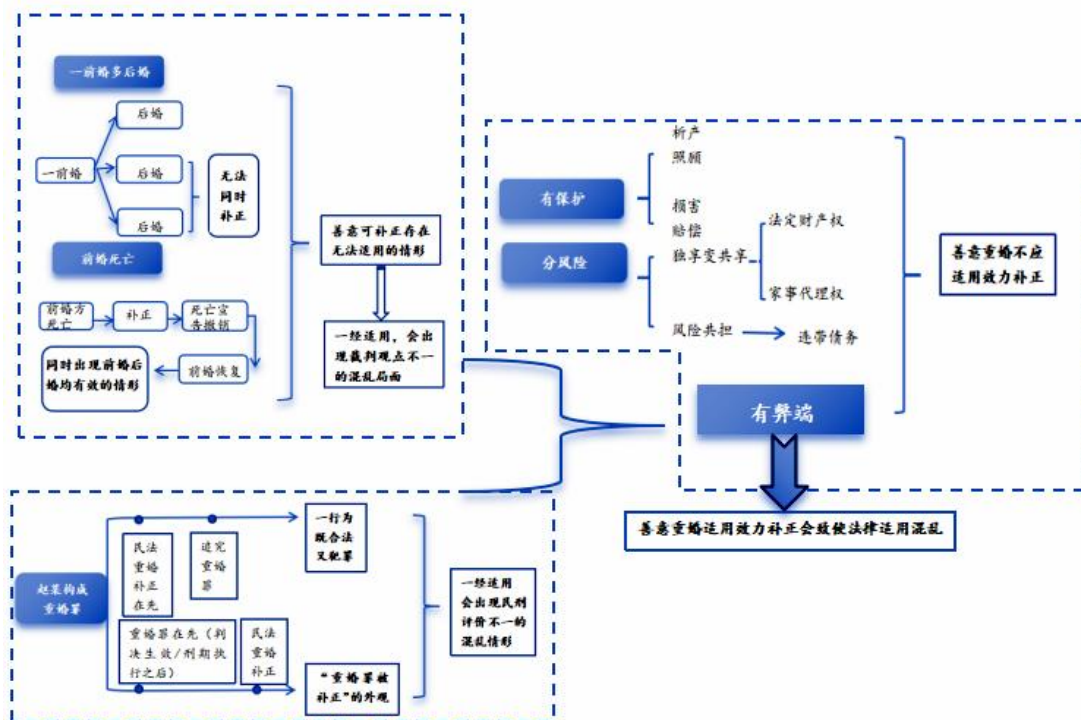 一前婚多后婚
后婚
一前婚
后婚
后婚
无法
同时
补正
前婚死亡
前婚方
死亡
补正
死亡宣
告撤销
前婚恢复
同时出现前婚后
婚均有效的情形
善意可补正存在
无法适用的情形
一经适用，会出
现裁判观点不一
的混乱局面
有保护
析产
照顾
损害
赔偿
分风险
独享变共享
法定财产权
家事代理权
风险共担
连带债务
善意重婚不应
适用效力补正
有弊端
善意重婚适用效力补正会致使法律适用混乱
赵某构成
重婚罪
民法
重婚
补正
在先
追究
重婚
罪
一行为
既合法
又犯罪
重婚罪在先（判
决生效/刑期执
行之后）
民法
重婚
补正
“重婚罪被
补正”的外观
一经适用
会出现民刑
评价不一的
混乱情形